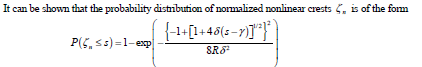 It can be shown that the probability distribution of normalized nonlinear crests ζₙ is of the form
P(ζₙ ≤ s) = 1 − exp( − {−1+[1+4δ(s−γ)]^{1/2}}² / 8Rδ² )